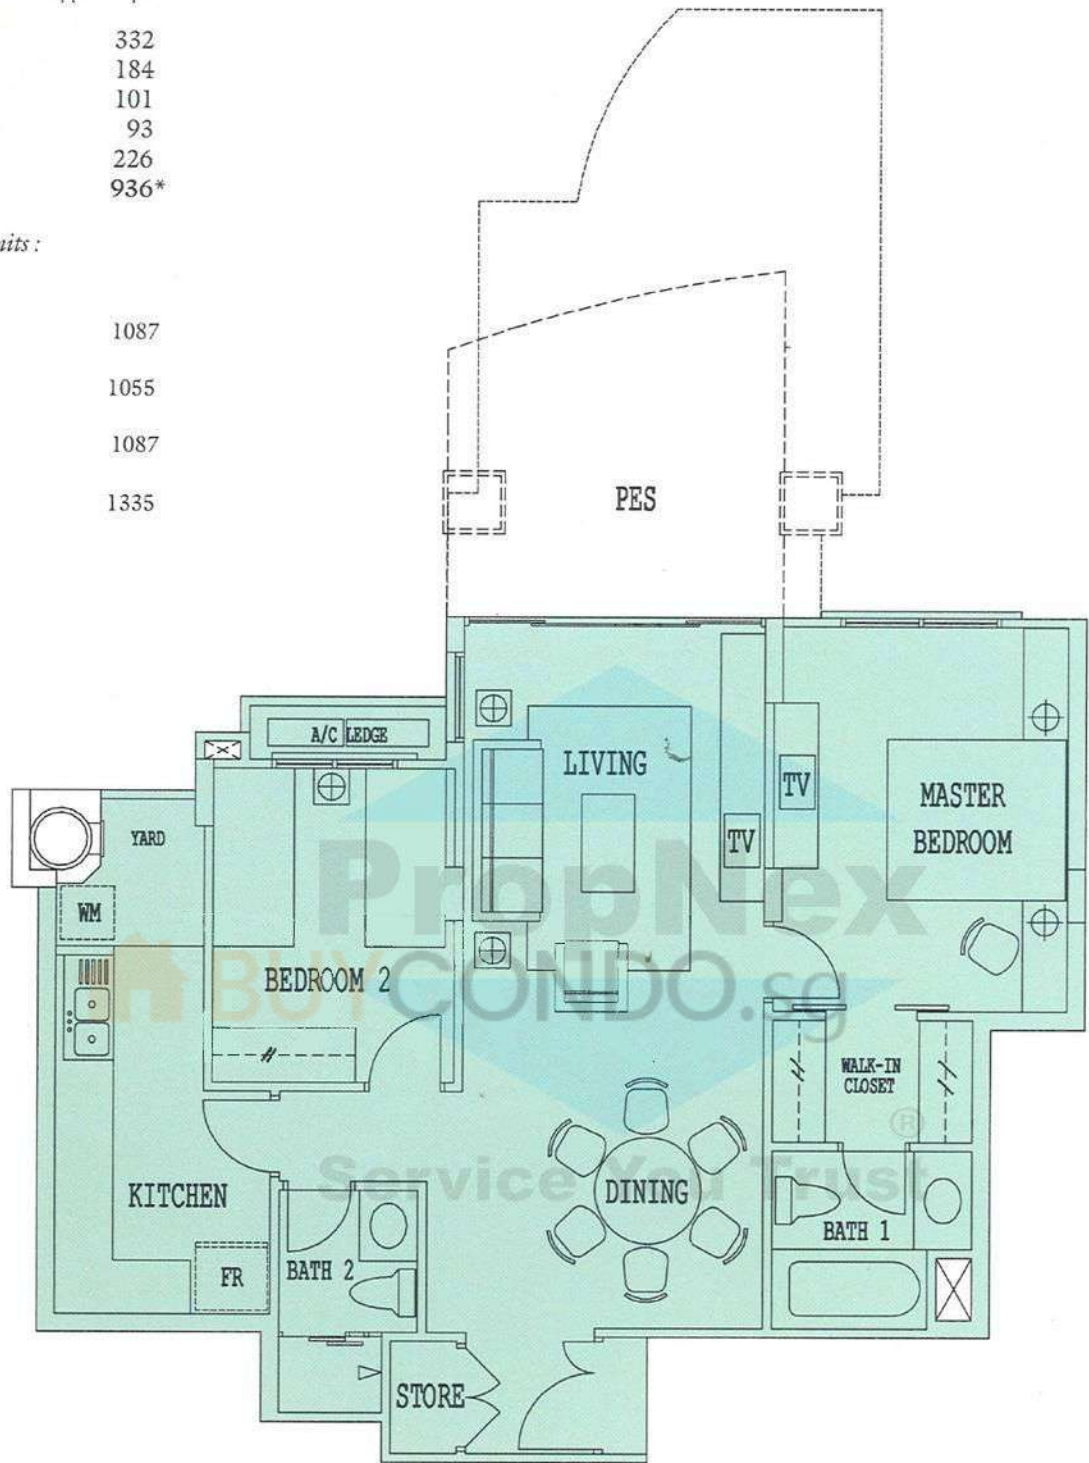 332
184
101
93
226
936*
nits :
1087
1055
1087
1335
PES
A/C LEDGE
LIVING
TV
TV
MASTER
BEDROOM
YARD
WM
PropNex
BUYCONDO.sg
BEDROOM 2
WALK-IN
CLOSET
®
Service You Trust
KITCHEN
DINING
BATH 1
FR
BATH 2
STORE